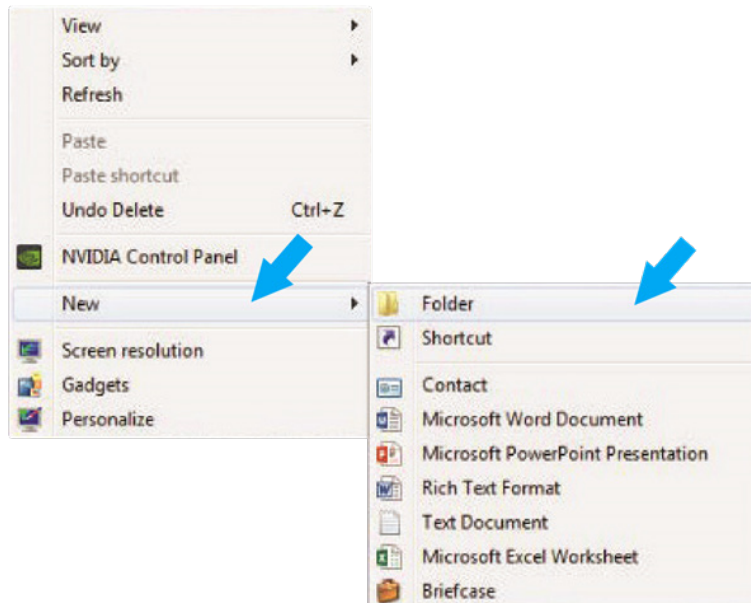 View
Sort by
Refresh
Paste
Paste shortcut
Undo Delete Ctrl+Z
NVIDIA Control Panel
New
Screen resolution
Gadgets
Personalize
Folder
Shortcut
Contact
Microsoft Word Document
Microsoft PowerPoint Presentation
Rich Text Format
Text Document
Microsoft Excel Worksheet
Briefcase